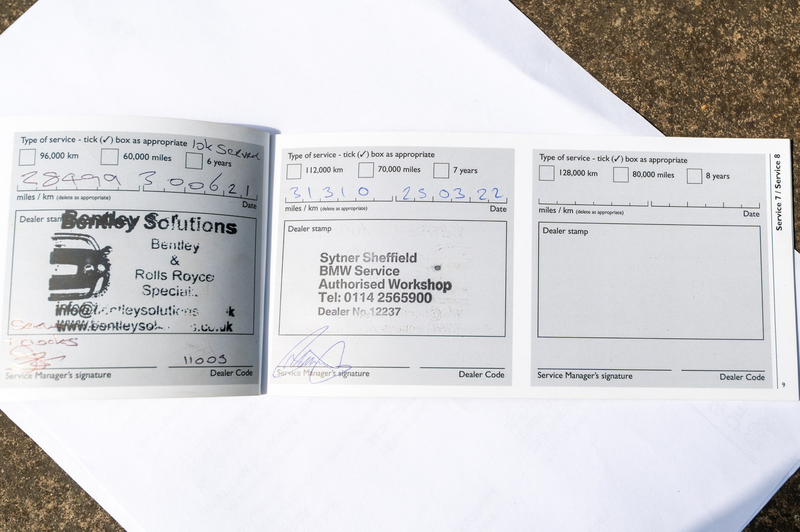 Type of service - tick (✓) box as appropriate
10k Service
96,000 km
60,000 miles
6 years
28499
30 06 21
miles / km (delete as appropriate)
Date
Dealer stamp
Bentley Solutions
Bentley
&
Rolls Royce
www.bentleysol
s.co.uk
11005
Service Manager's signature
Dealer Code
Type of service - tick (✓) box as appropriate
112,000 km
70,000 miles
7 years
31310
25 03 22
miles / km (delete as appropriate)
Date
Dealer stamp
Sytner Sheffield
BMW Service
Authorised Workshop
Tel: 0114 2565900
Dealer No.12237
Service Manager's signature
Dealer Code
Type of service - tick (✓) box as appropriate
128,000 km
80,000 miles
8 years
miles / km (delete as appropriate)
Date
Dealer stamp
Service Manager's signature
Dealer Code
Service 7 / Service 8
9